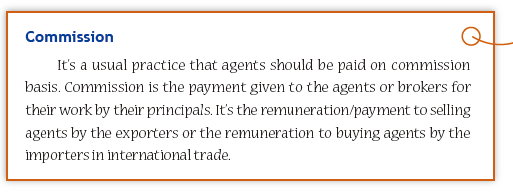 Commission
It's a usual practice that agents should be paid on commission
basis. Commission is the payment given to the agents or brokers for
their work by their principals. It's the remuneration/payment to selling
agents by the exporters or the remuneration to buying agents by the
importers in international trade.